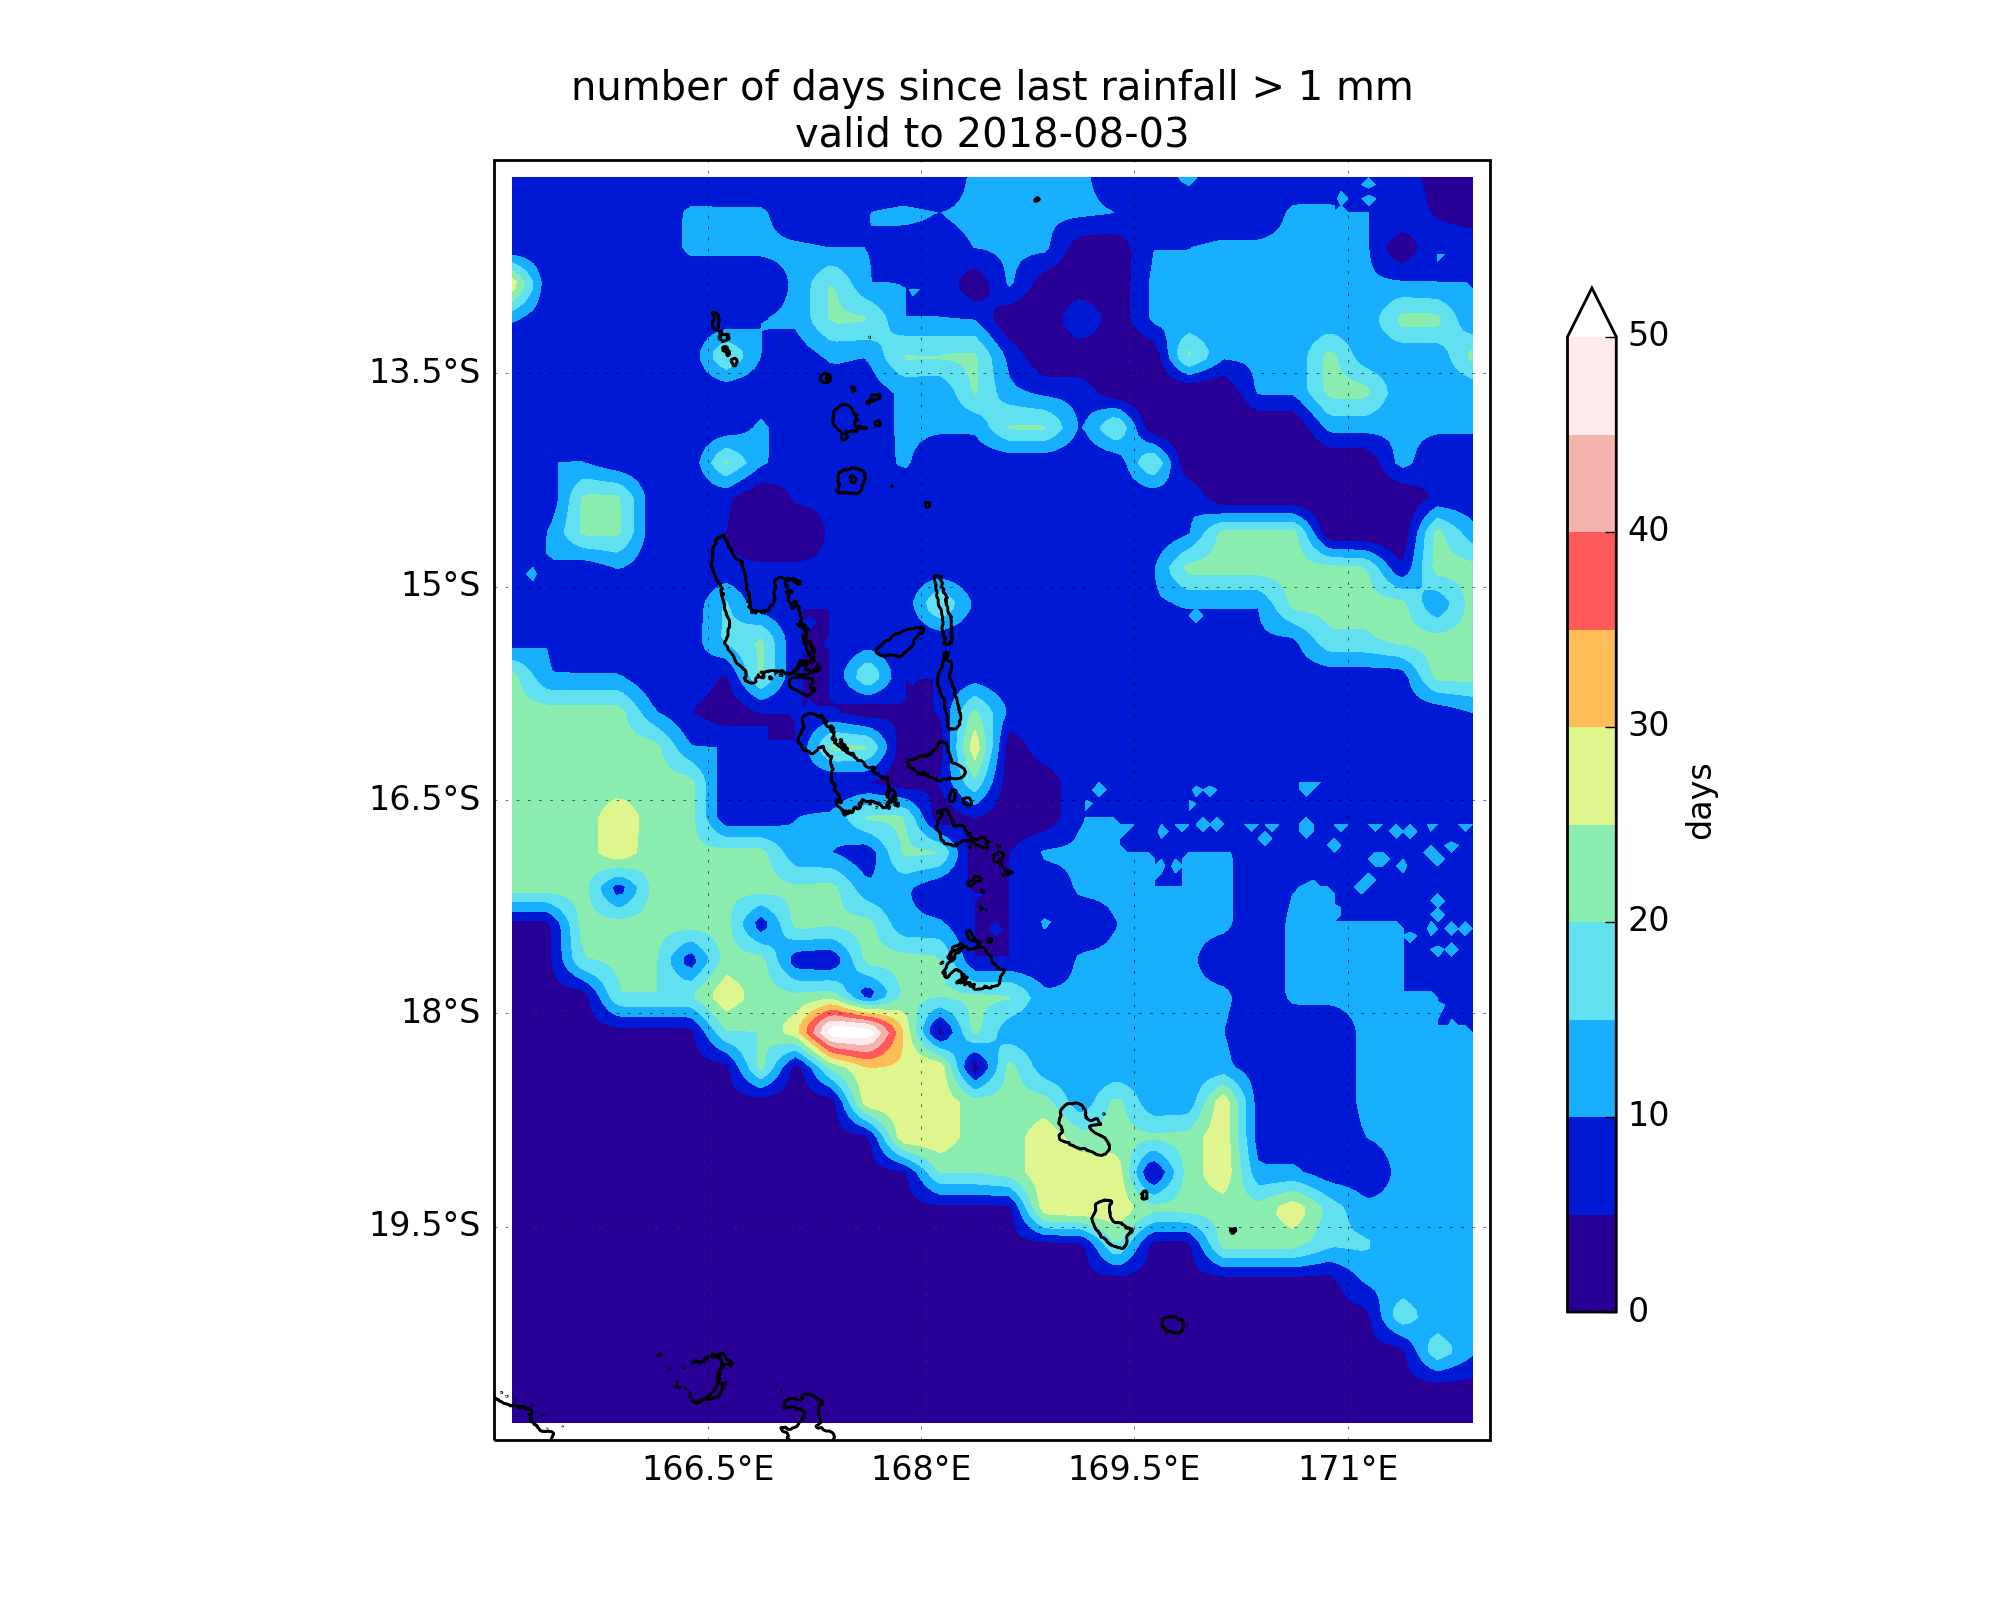 number of days since last rainfall > 1 mm
valid to 2018-08-03
13.5°S
15°S
16.5°S
18°S
19.5°S
166.5°E
168°E
169.5°E
171°E
50
40
30
20
10
0
days